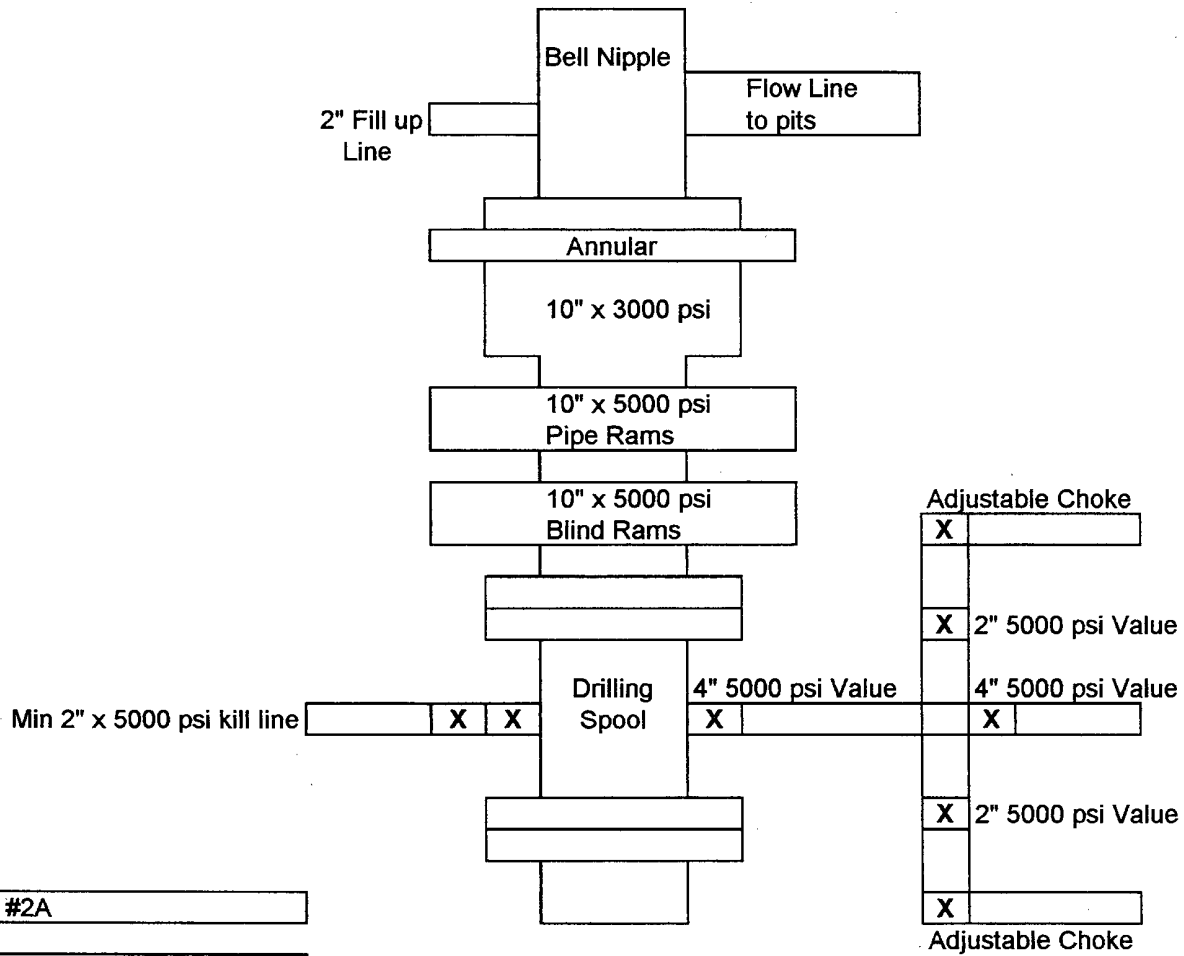 Bell Nipple
Flow Line
to pits
2" Fill up
Line
Annular
10" x 3000 psi
10" x 5000 psi
Pipe Rams
10" x 5000 psi
Blind Rams
Adjustable Choke
X
X 2" 5000 psi Value
Drilling
Spool
4" 5000 psi Value
4" 5000 psi Value
Min 2" x 5000 psi kill line
X X
X
X
X 2" 5000 psi Value
#2A
X
Adjustable Choke